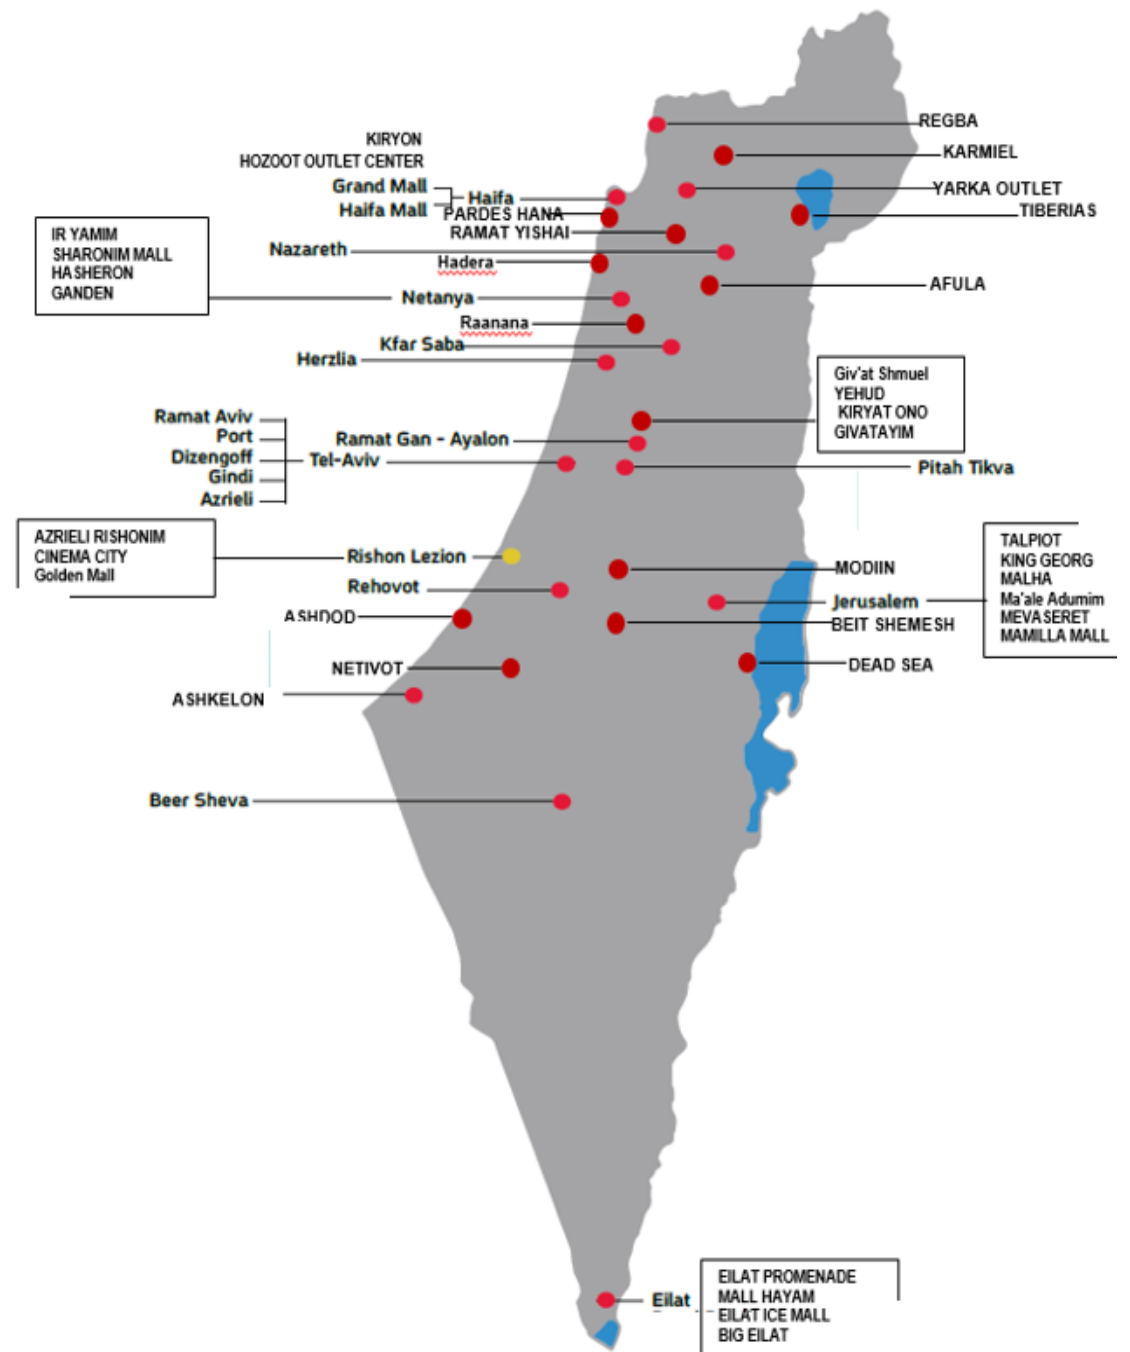 REGBA
KIRYON
KARMIEL
HOZOOT OUTLET CENTER
Grand Mall
Haifa Mall
Haifa
YARKA OUTLET
PARDES HANA
TIBERIAS
RAMAT YISHAI
IR YAMIM
SHARONIM MALL
HASHERON
GANDEN
Nazareth
Hadera
AFULA
Netanya
Raanana
Kfar Saba
Herzlia
Giv'at Shmuel
YEHUD
KIRYAT ONO
GIVATAYIM
Ramat Aviv
Port
Dizengoff
Gindi
Azrieli
Tel-Aviv
Ramat Gan - Ayalon
Pitah Tikva
AZRIELI RISHONIM
CINEMA CITY
Golden Mall
Rishon Lezion
Rehovot
MODIIN
Jerusalem
TALPIOT
KING GEORG
MALHA
Ma'ale Adumim
MEVASERET
MAMILLA MALL
ASHDOD
BEIT SHEMESH
NETIVOT
DEAD SEA
ASHKELON
Beer Sheva
Eilat
EILAT PROMENADE
MALL HAYAM
EILAT ICE MALL
BIG EILAT